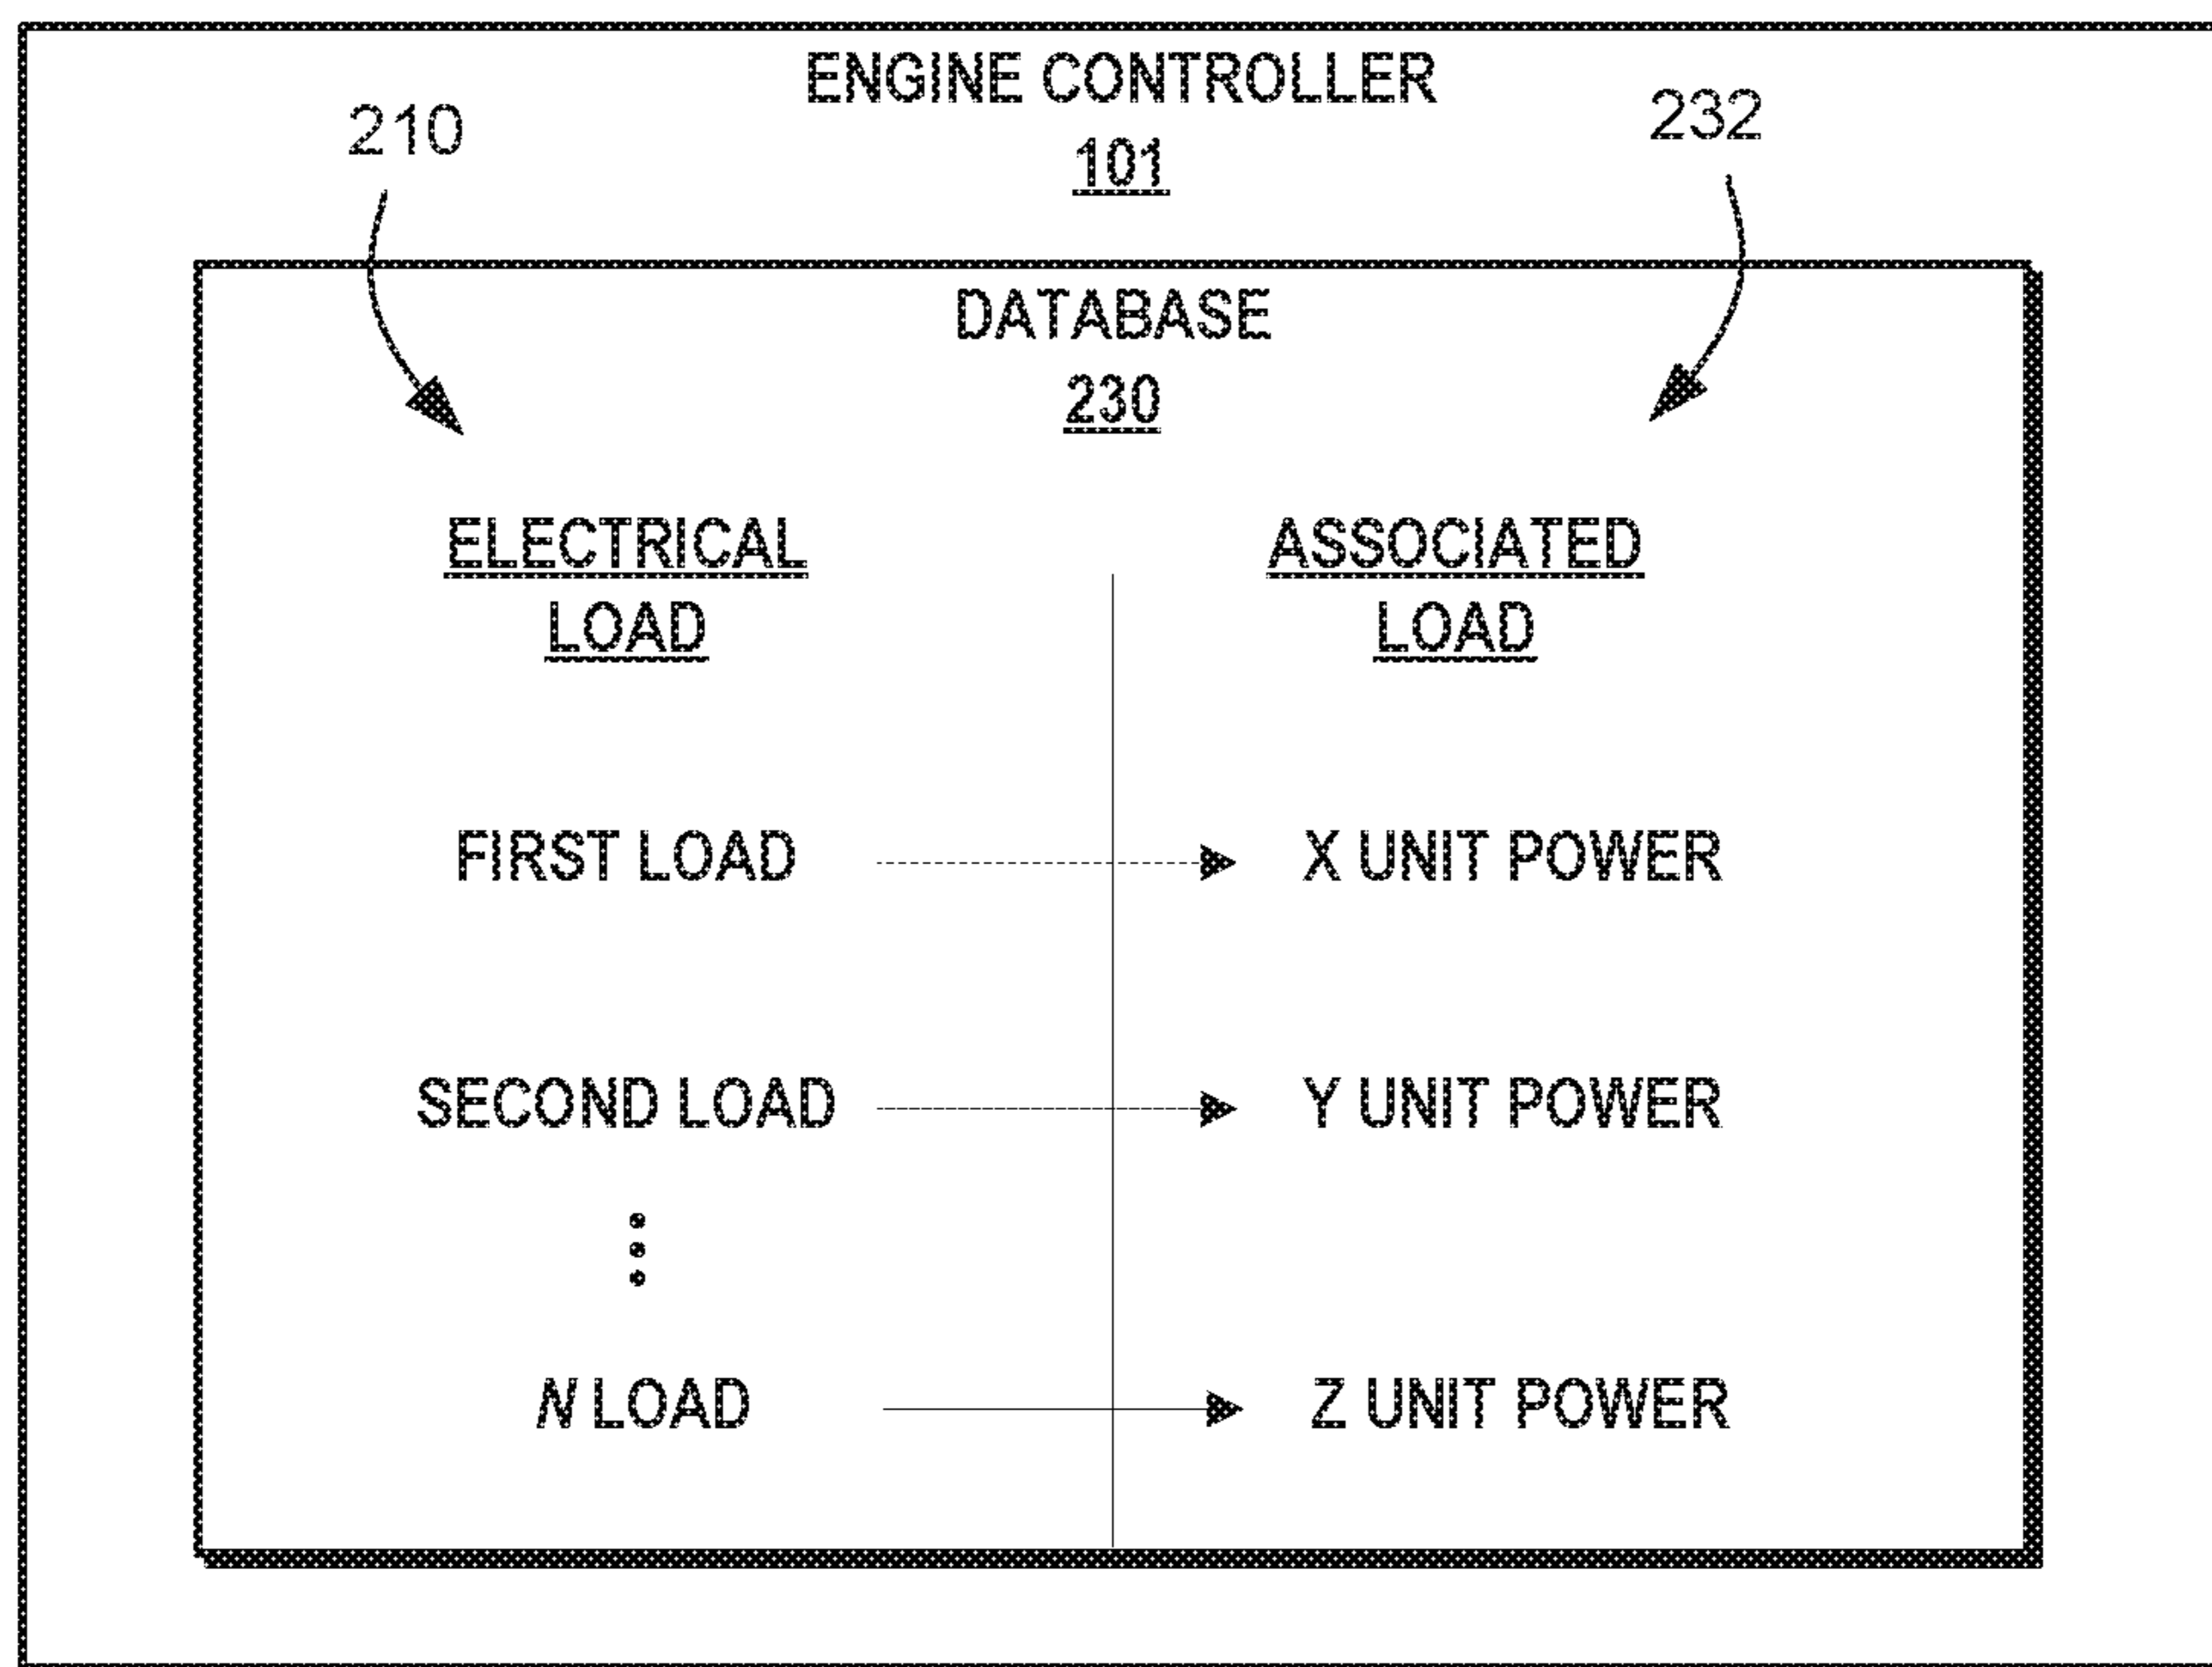 ENGINE CONTROLLER
101
210
232
DATABASE
230
ELECTRICAL
LOAD
ASSOCIATED
LOAD
FIRST LOAD
X UNIT POWER
SECOND LOAD
Y UNIT POWER
N LOAD
Z UNIT POWER